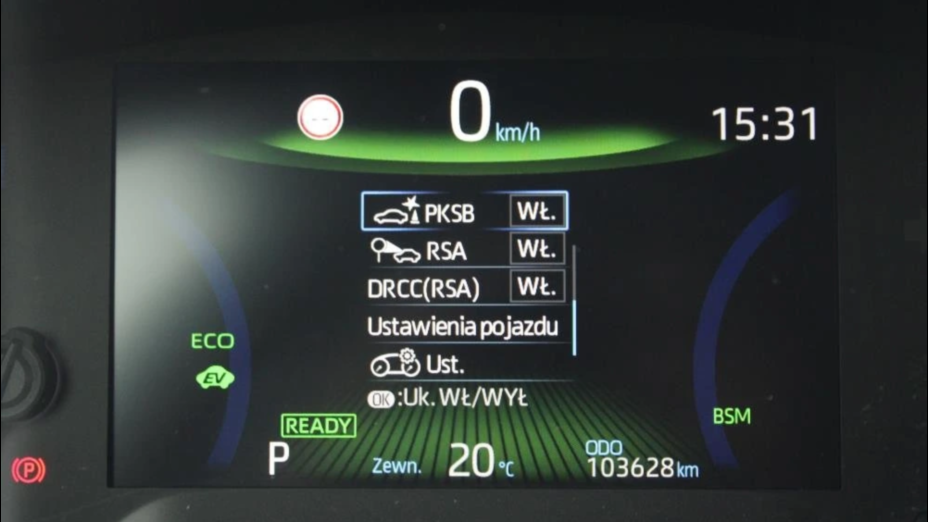 0 km/h
15:31
PKSB WŁ.
RSA WŁ.
DRCC(RSA) WŁ.
Ustawienia pojazdu
Ust.
OK:Uk. WŁ/WYŁ
ECO
EV
BSM
READY
P
Zewn. 20 °C
ODO
103628 km
P